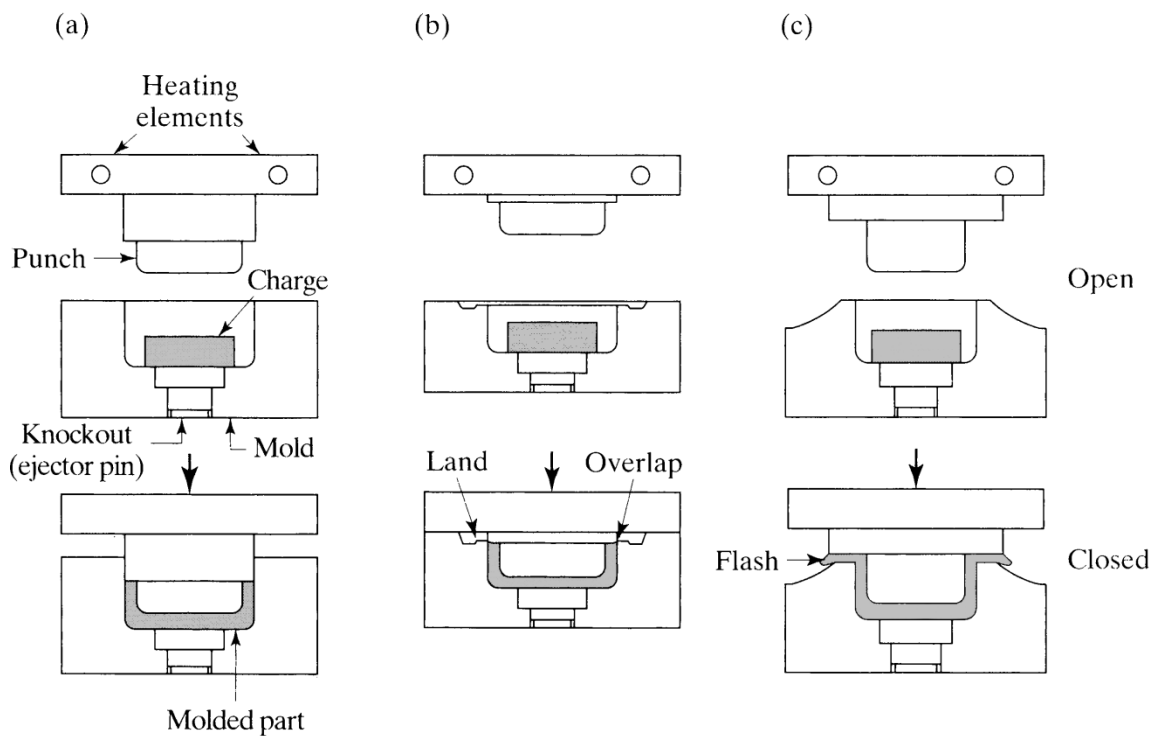 (a)
(b)
(c)
Heating
elements
Punch
Charge
Open
Knockout
(ejector pin)
Mold
Land
Overlap
Flash
Closed
Molded part